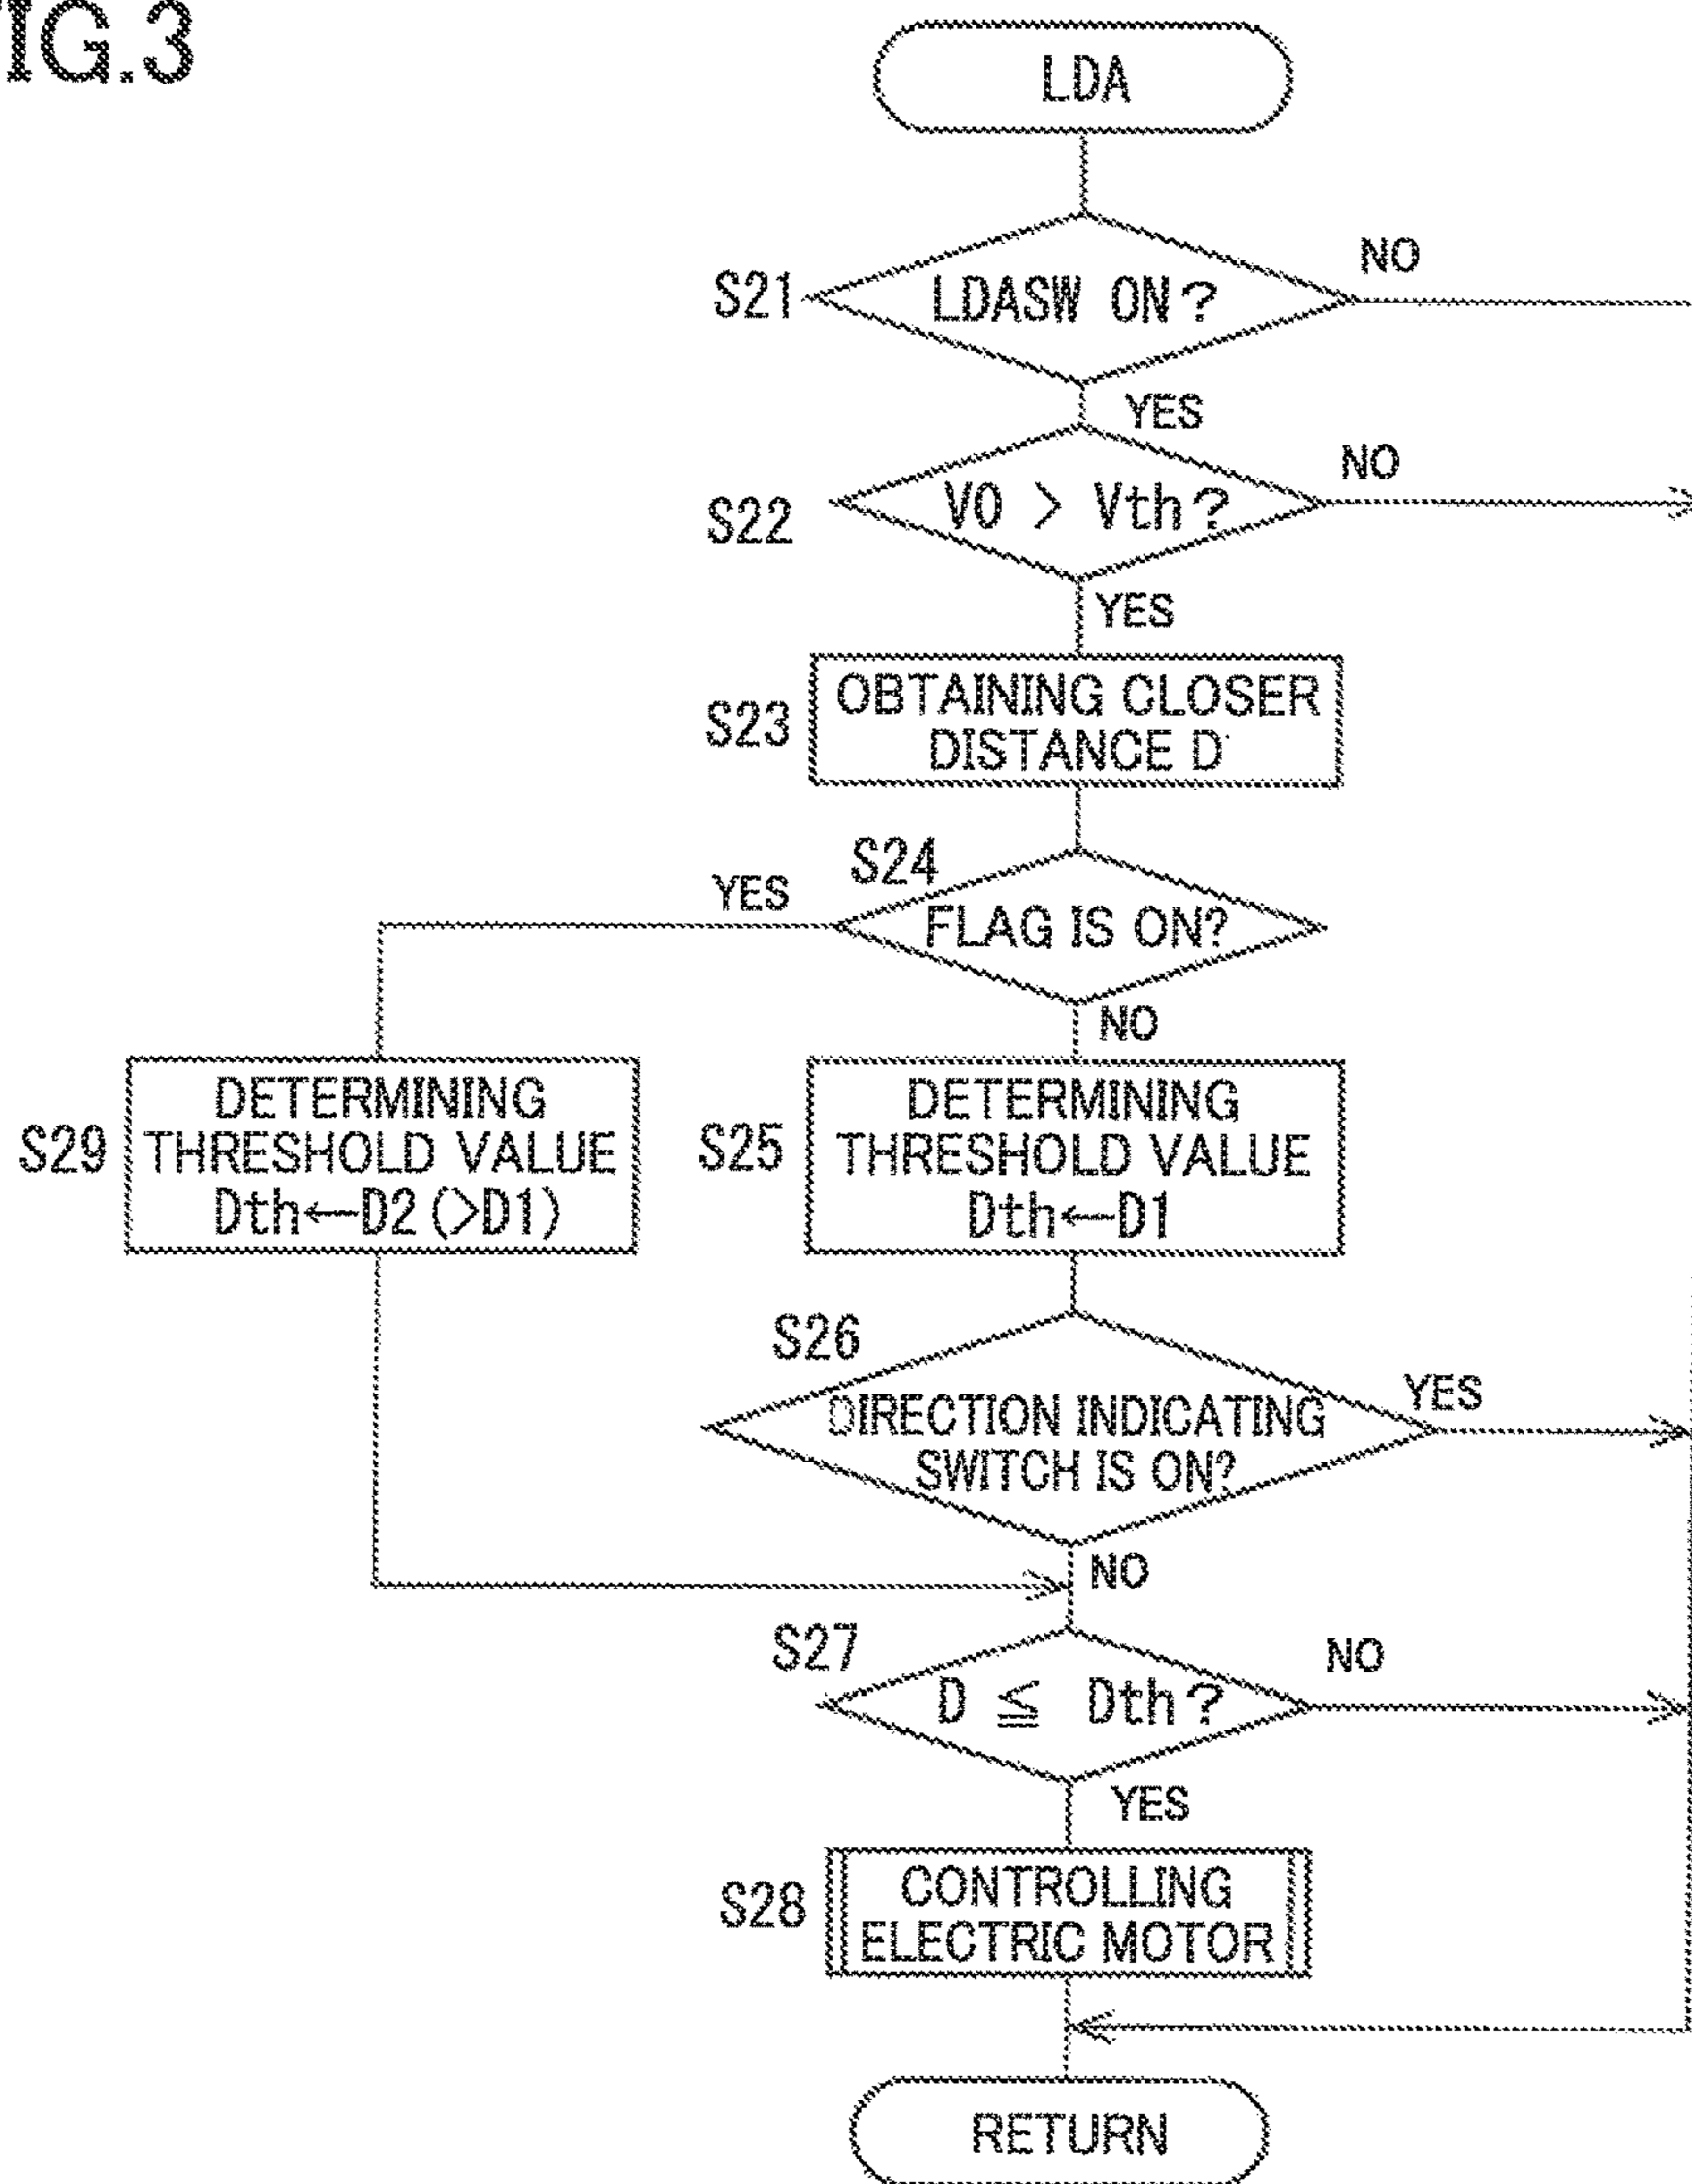 FIG.3
LDA
S21
LDASW ON?
NO
YES
S22
V0 > Vth?
NO
YES
S23
OBTAINING CLOSER
DISTANCE D
S24
FLAG IS ON?
YES
NO
S29
DETERMINING
THRESHOLD VALUE
Dth←D2(>D1)
S25
DETERMINING
THRESHOLD VALUE
Dth←D1
S26
DIRECTION INDICATING
SWITCH IS ON?
YES
NO
S27
D ≦ Dth?
NO
YES
S28
CONTROLLING
ELECTRIC MOTOR
RETURN